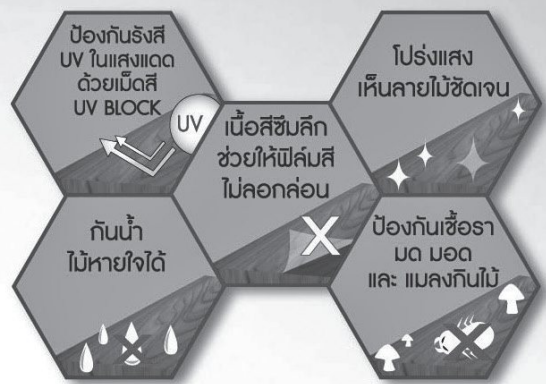 ป้องกันรังสี
UV ในแสงแดด
ด้วยเม็ดสี
UV BLOCK
UV
โปร่งแสง
เห็นลายไม้ชัดเจน
เนื้อสีซึมลึก
ช่วยให้ฟิล์มสี
ไม่ลอกล่อน
X
กันน้ำ
ไม้หายใจได้
ป้องกันเชื้อรา
มด มอด
และ แมลงกินไม้